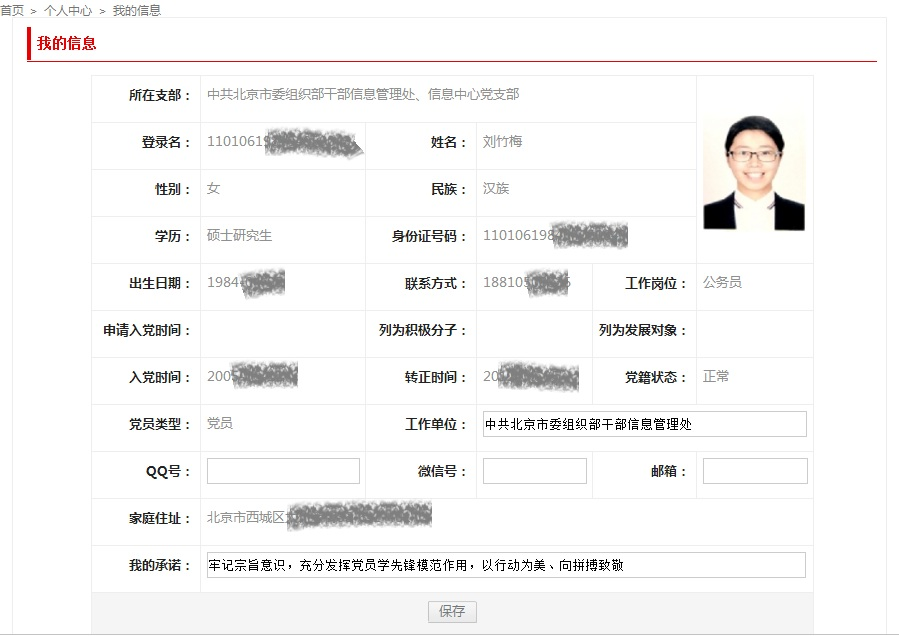 首页 > 个人中心 > 我的信息
我的信息
所在支部： 中共北京市委组织部干部信息管理处、信息中心党支部
登录名： 1101061 姓名： 刘竹梅
性别： 女 民族： 汉族
学历： 硕士研究生 身份证号码： 110106198
出生日期： 1984 联系方式： 18810 工作岗位： 公务员
申请入党时间： 列为积极分子： 列为发展对象：
入党时间： 200 转正时间： 20 党籍状态： 正常
党员类型： 党员 工作单位： 中共北京市委组织部干部信息管理处
QQ号： 微信号： 邮箱：
家庭住址： 北京市西城区
我的承诺： 牢记宗旨意识，充分发挥党员学先锋模范作用，以行动为美、向拼搏致敬
保存